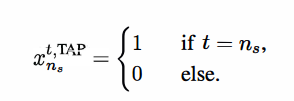 x_{n_s}^{t,TAP} = { 1 if t = n_s,
0 else.